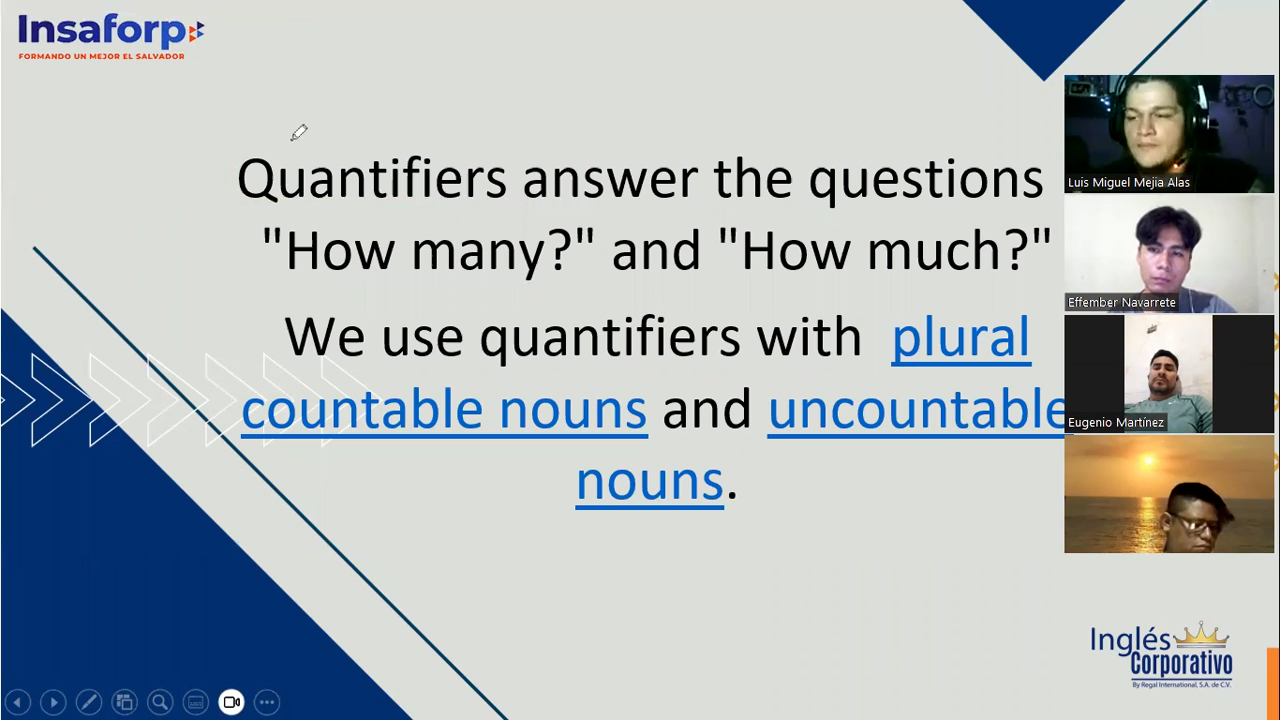 Insaforp
FORMANDO UN MEJOR EL SALVADOR
Quantifiers answer the questions
"How many?" and "How much?"
We use quantifiers with plural
countable nouns and uncountable
nouns.
Luis Miguel Mejia Alas
Effember Navarrete
Eugenio Martínez
Inglés
Corporativo
By Regal International, S.A. de C.V.